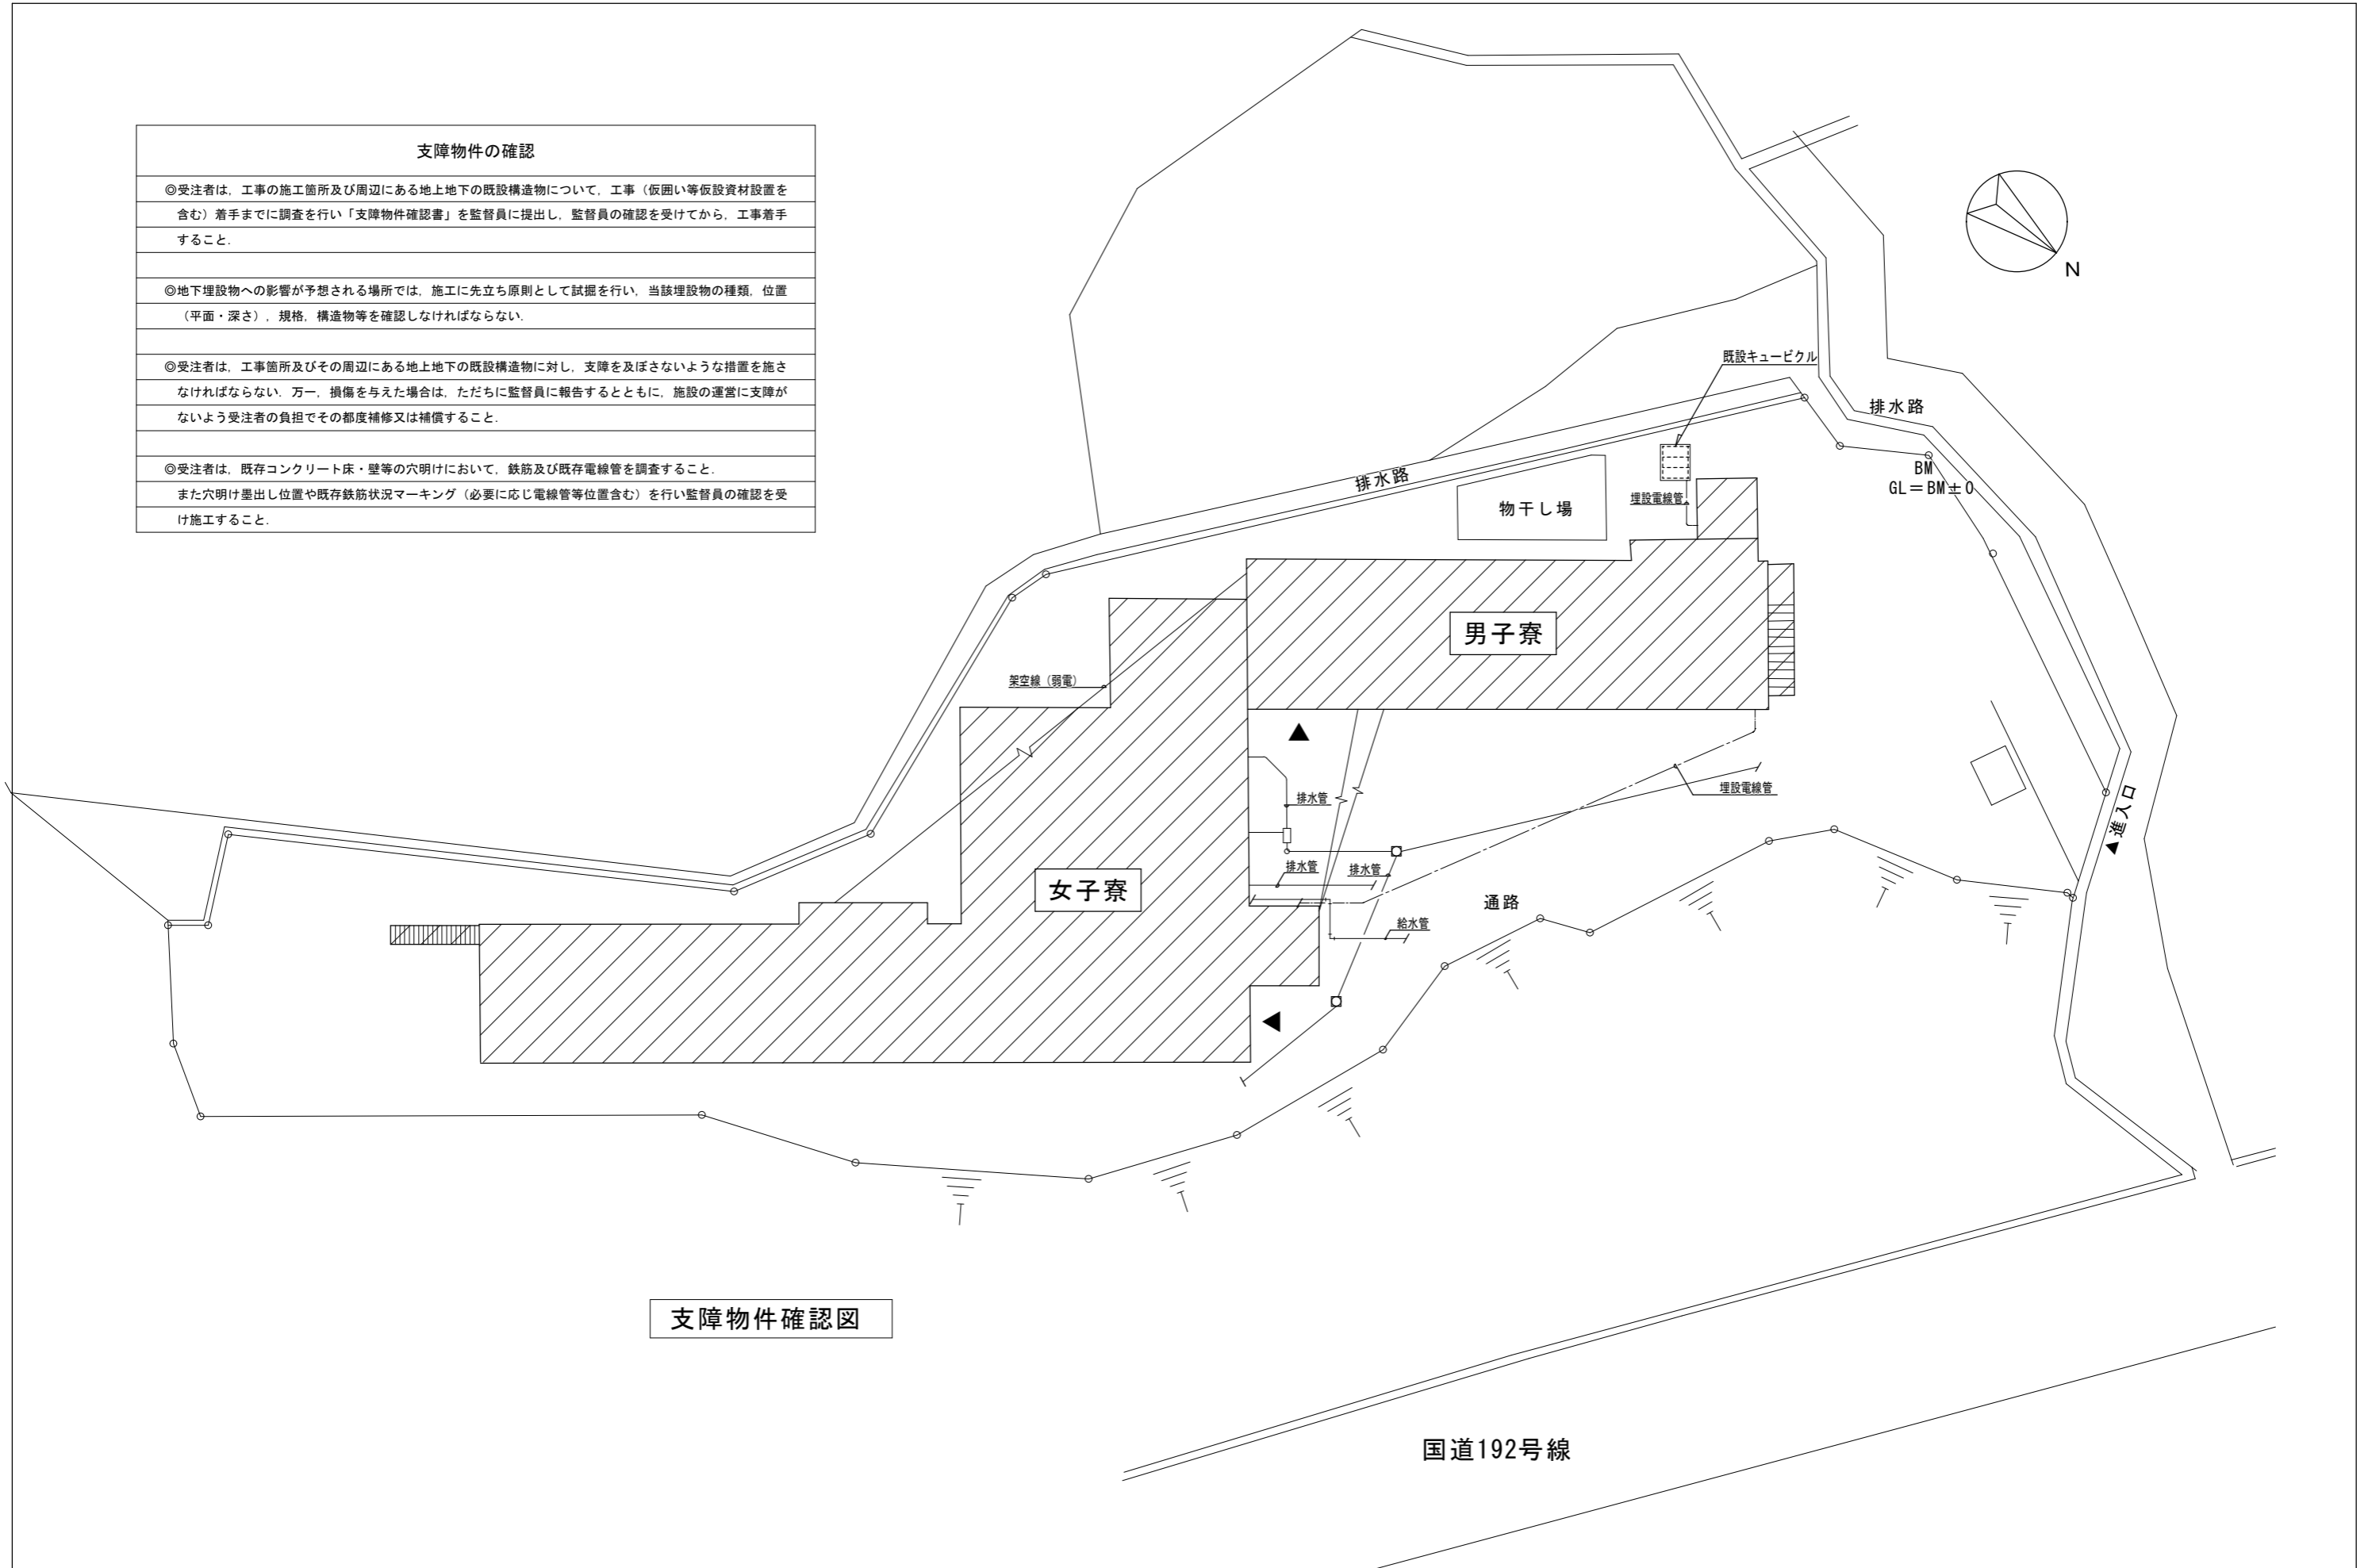 支障物件の確認
◎受注者は，工事の施工箇所及び周辺にある地上地下の既設構造物について，工事（仮囲い等仮設資材設置を
含む）着手までに調査を行い「支障物件確認書」を監督員に提出し，監督員の確認を受けてから，工事着手
すること．
◎地下埋設物への影響が予想される場所では，施工に先立ち原則として試掘を行い，当該埋設物の種類，位置
（平面・深さ），規格，構造物等を確認しなければならない．
◎受注者は，工事箇所及びその周辺にある地上地下の既設構造物に対し，支障を及ぼさないような措置を施さ
なければならない．万一，損傷を与えた場合は，ただちに監督員に報告するとともに，施設の運営に支障が
ないよう受注者の負担でその都度補修又は補償すること．
◎受注者は，既存コンクリート床・壁等の穴明けにおいて，鉄筋及び既存電線管を調査すること．
また穴明け墨出し位置や既存鉄筋状況マーキング（必要に応じ電線管等位置含む）を行い監督員の確認を受
け施工すること．
N
既設キュービクル
排水路
BM
GL＝BM±0
排水路
埋設電線管
物干し場
男子寮
架空線（弱電）
排水管
埋設電線管
進入口
排水管
排水管
女子寮
通路
給水管
支障物件確認図
国道192号線